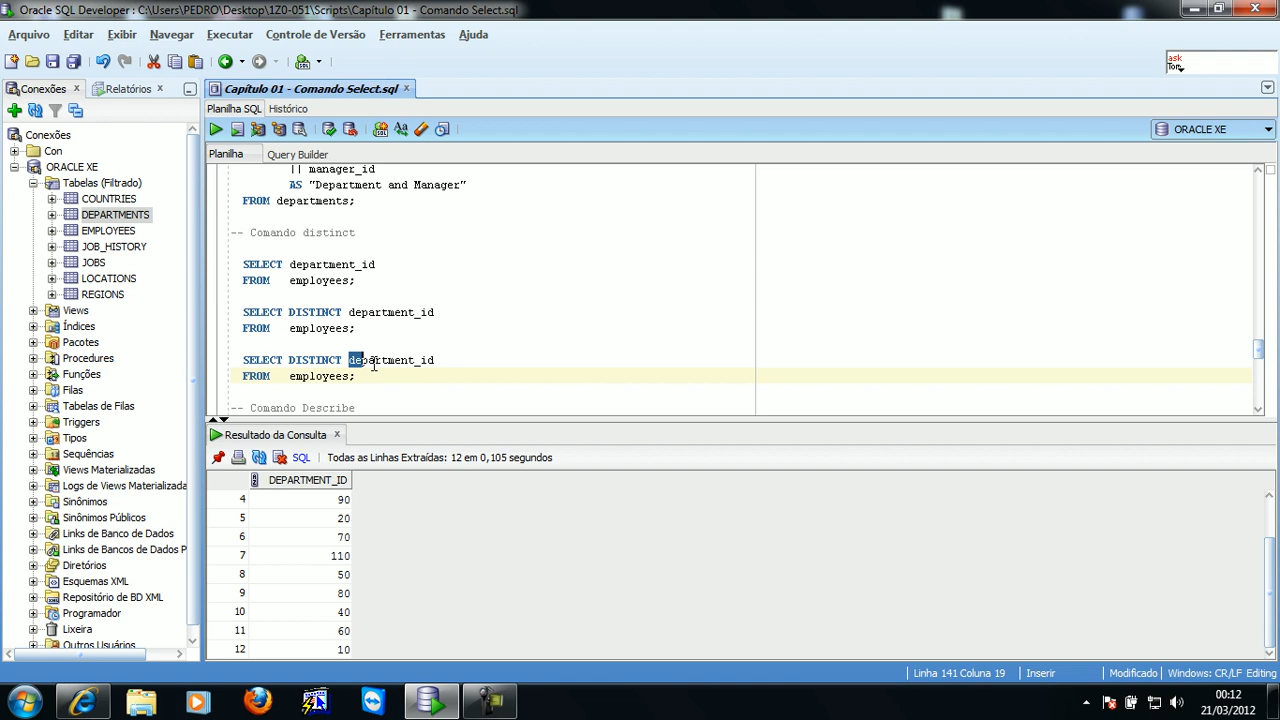 Oracle SQL Developer : C:\Users\PEDRO\Desktop\1Z0-051\Scripts\Capítulo 01 - Comando Select.sql
Arquivo Editar Exibir Navegar Executar Controle de Versão Ferramentas Ajuda
ask
Tom
Conexões Relatórios Capítulo 01 - Comando Select.sql
Planilha SQL Histórico
ORACLE XE
Planilha Query Builder
Conexões
Con
ORACLE XE
Tabelas (Filtrado)
COUNTRIES
DEPARTMENTS
EMPLOYEES
JOB_HISTORY
JOBS
LOCATIONS
REGIONS
Views
Índices
Pacotes
Procedures
Funções
Filas
Tabelas de Filas
Triggers
Tipos
Sequências
Views Materializadas
Logs de Views Materializada
Sinônimos
Sinônimos Públicos
Links de Banco de Dados
Links de Bancos de Dados P
Diretórios
Esquemas XML
Repositório de BD XML
Programador
Lixeira
Outros Usuários
|| manager_id
AS "Department and Manager"
FROM departments;
-- Comando distinct
SELECT department_id
FROM employees;
SELECT DISTINCT department_id
FROM employees;
SELECT DISTINCT department_id
FROM employees;
-- Comando Describe
Resultado da Consulta
SQL Todas as Linhas Extraídas: 12 em 0,105 segundos
DEPARTMENT_ID
4 90
5 20
6 70
7 110
8 50
9 80
10 40
11 60
12 10
Linha 141 Coluna 19 Inserir Modificado Windows: CR/LF Editing
00:12
21/03/2012